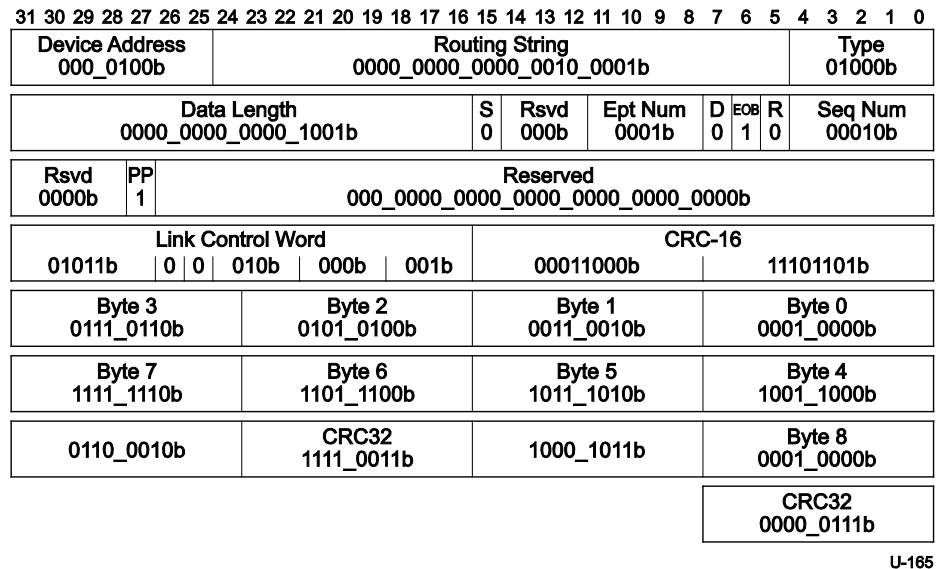 31 30 29 28 27 26 25 24 23 22 21 20 19 18 17 16 15 14 13 12 11 10 9 8 7 6 5 4 3 2 1 0
Device Address Routing String Type
000_0100b 0000_0000_0000_0010_0001b 01000b
Data Length S Rsvd Ept Num D EOB R Seq Num
0000_0000_0000_1001b 0 000b 0001b 0 1 0 00010b
Rsvd PP Reserved
0000b 1 000_0000_0000_0000_0000_0000_0000b
Link Control Word CRC-16
01011b 0 0 010b 000b 001b 00011000b 11101101b
Byte 3 Byte 2 Byte 1 Byte 0
0111_0110b 0101_0100b 0011_0010b 0001_0000b
Byte 7 Byte 6 Byte 5 Byte 4
1111_1110b 1101_1100b 1011_1010b 1001_1000b
CRC32 Byte 8
0110_0010b 1111_0011b 1000_1011b 0001_0000b
CRC32
0000_0111b
U-165